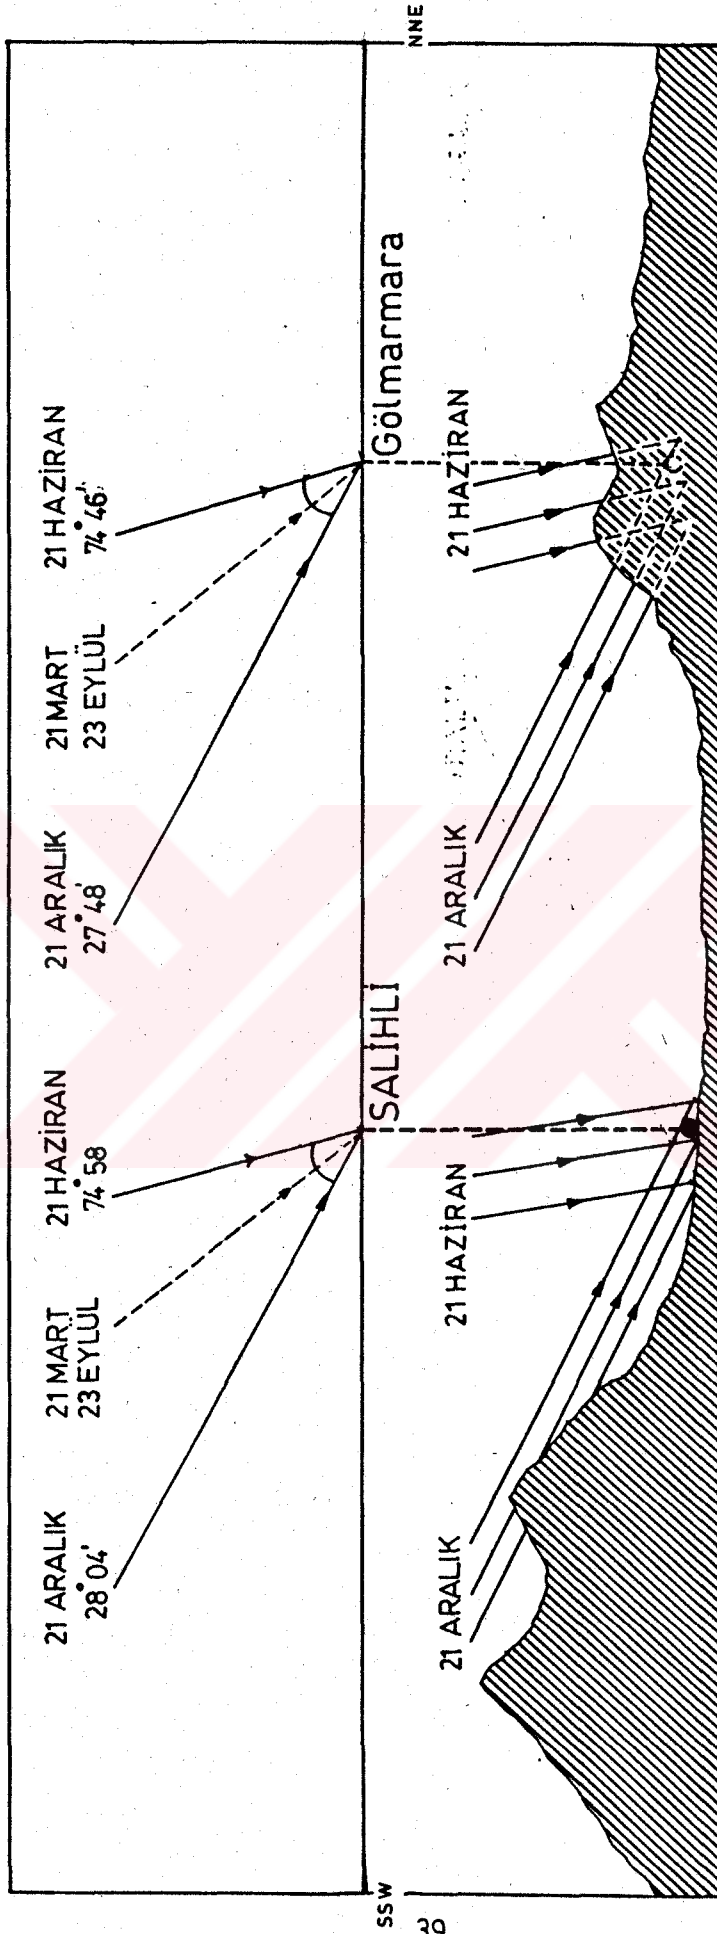 21 ARALIK
28°04'
21 MART
23 EYLÜL
21 HAZİRAN
74°58
21 ARALIK
27°48'
21 MART
23 EYLÜL
21 HAZİRAN
74°46'
SALİHLİ
Gölmarmara
SSW
NNE
21 ARALIK
21 HAZİRAN
21 ARALIK
21 HAZİRAN
39